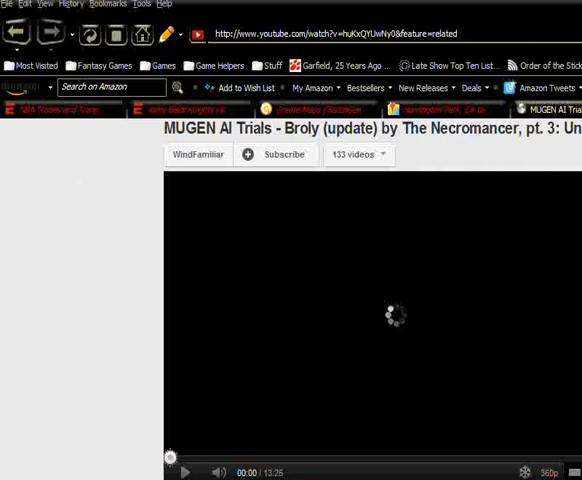 File Edit View History Bookmarks Tools Help
http://www.youtube.com/watch?v=huKxQYUwNy0&feature=related
Most Visited Fantasy Games Games Game Helpers Stuff Garfield, 25 Years Ago ... Late Show Top Ten List... Order of the Stick
amazon Search on Amazon Add to Wish List My Amazon Bestsellers New Releases Deals Amazon Tweets
MUGEN AI Tria
MUGEN AI Trials - Broly (update) by The Necromancer, pt. 3: Un
WindFamiliar Subscribe 133 videos
00:00 / 13:25 360p